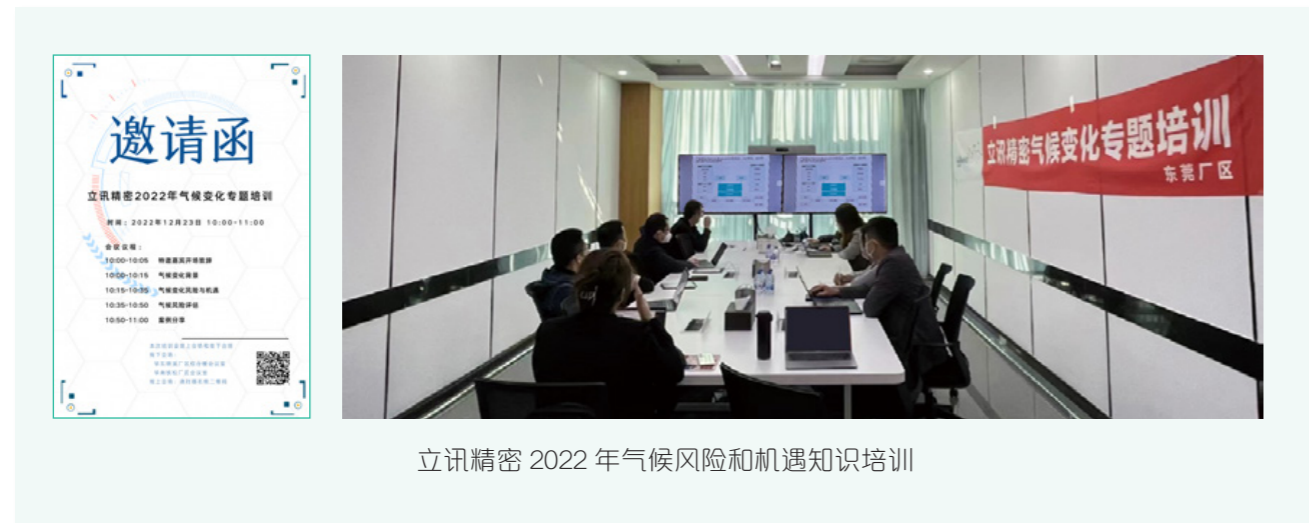 邀请函
立讯精密2022年气候变化专题培训
时间：2022年12月23日 10:00-11:00
会议议程：
10:00-10:05 特邀嘉宾开场致辞
10:05-10:15 气候变化背景
10:15-10:35 气候变化风险与机遇
10:35-10:50 气候风险评估
10:50-11:00 案例分享
立讯精密气候变化专题培训
东莞厂区
立讯精密 2022 年气候风险和机遇知识培训